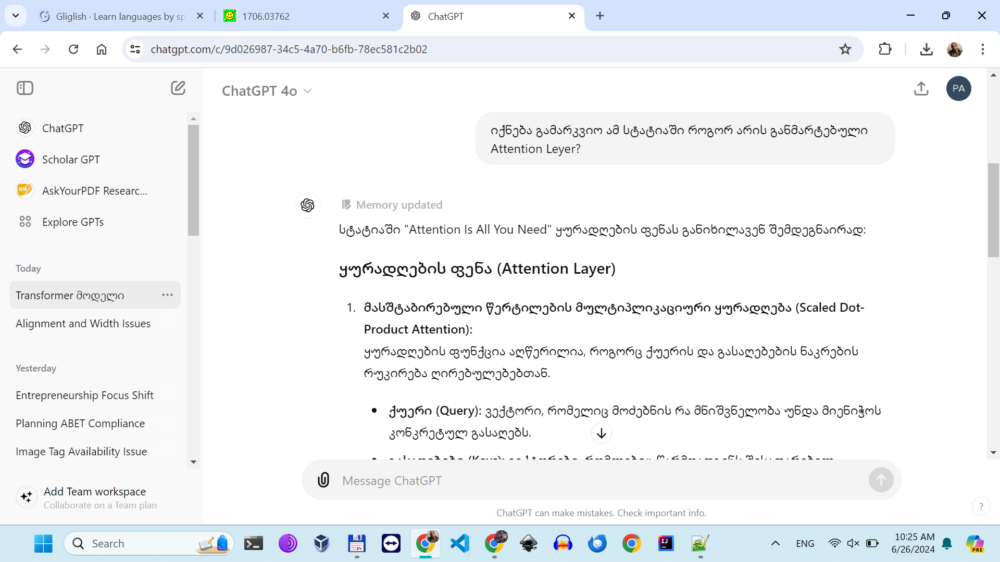 Gliglish · Learn languages by sp
1706.03762
ChatGPT
chatgpt.com/c/9d026987-34c5-4a70-b6fb-78ec581c2b02
ChatGPT
Scholar GPT
AskYourPDF Researc...
Explore GPTs
Today
Transformer მოდელი
Alignment and Width Issues
Yesterday
Entrepreneurship Focus Shift
Planning ABET Compliance
Image Tag Availability Issue
Add Team workspace
Collaborate on a Team plan
ChatGPT 4o
PA
იქნება გამარკვიო ამ სტატიაში როგორ არის განმარტებული
Attention Leyer?
Memory updated
სტატიაში "Attention Is All You Need" ყურადღების ფენას განიხილავენ შემდეგნაირად:
ყურადღების ფენა (Attention Layer)
1. მასშტაბირებული წერტილების მულტიპლიკაციური ყურადღება (Scaled Dot-
Product Attention):
ყურადღების ფუნქცია აღწერილია, როგორც ქუერის და გასაღებების ნაკრების
რუკირება ღირებულებებთან.
• ქუერი (Query): ვექტორი, რომელიც მოძებნის რა მნიშვნელობა უნდა მიენიჭოს
კონკრეტულ გასაღებს.
Message ChatGPT
ChatGPT can make mistakes. Check important info.
?
Search
64
IJ
ENG
10:25 AM
6/26/2024
PRE